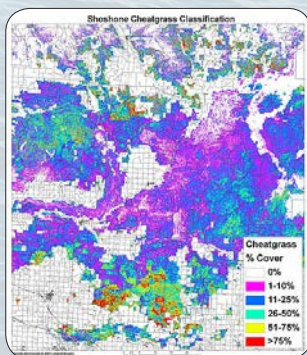 Shoshone Cheatgrass Classification
Cheatgrass
% Cover
0%
1-10%
11-25%
26-50%
51-75%
>75%